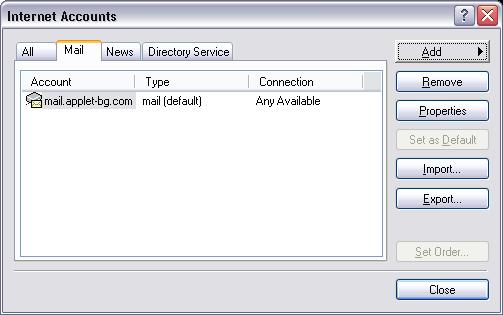 Internet Accounts
All Mail News Directory Service
Add
Account Type Connection
Remove
mail.applet-bg.com mail (default) Any Available
Properties
Set as Default
Import...
Export...
Set Order...
Close